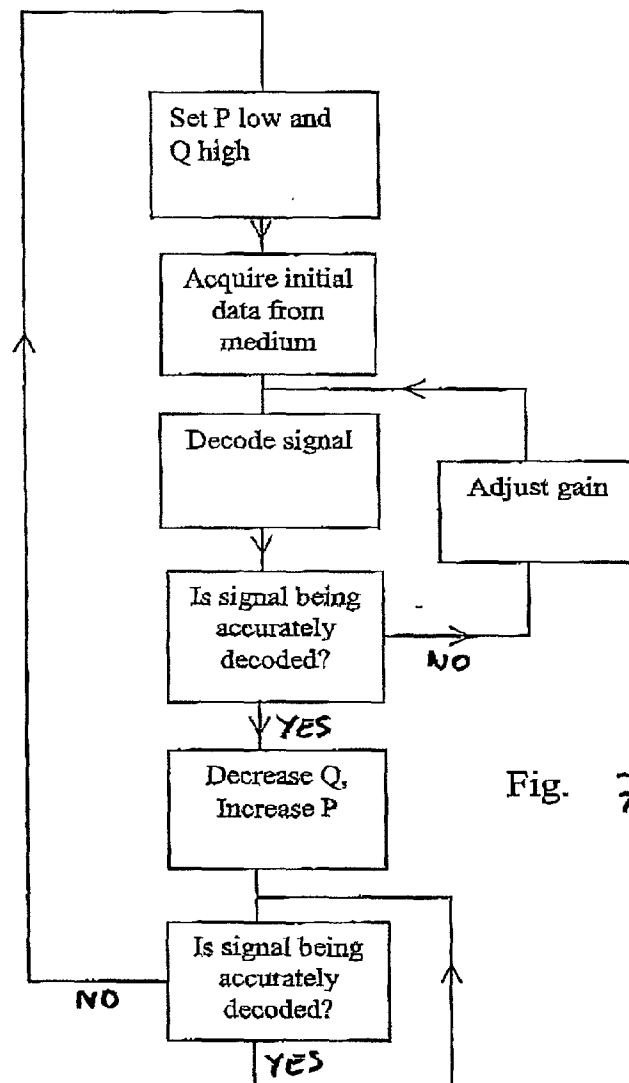 Set P low and
Q high
Acquire initial
data from
medium
Decode signal
Adjust gain
Is signal being
accurately
decoded?
NO
YES
Decrease Q,
Increase P
Fig.
Is signal being
accurately
decoded?
NO
YES